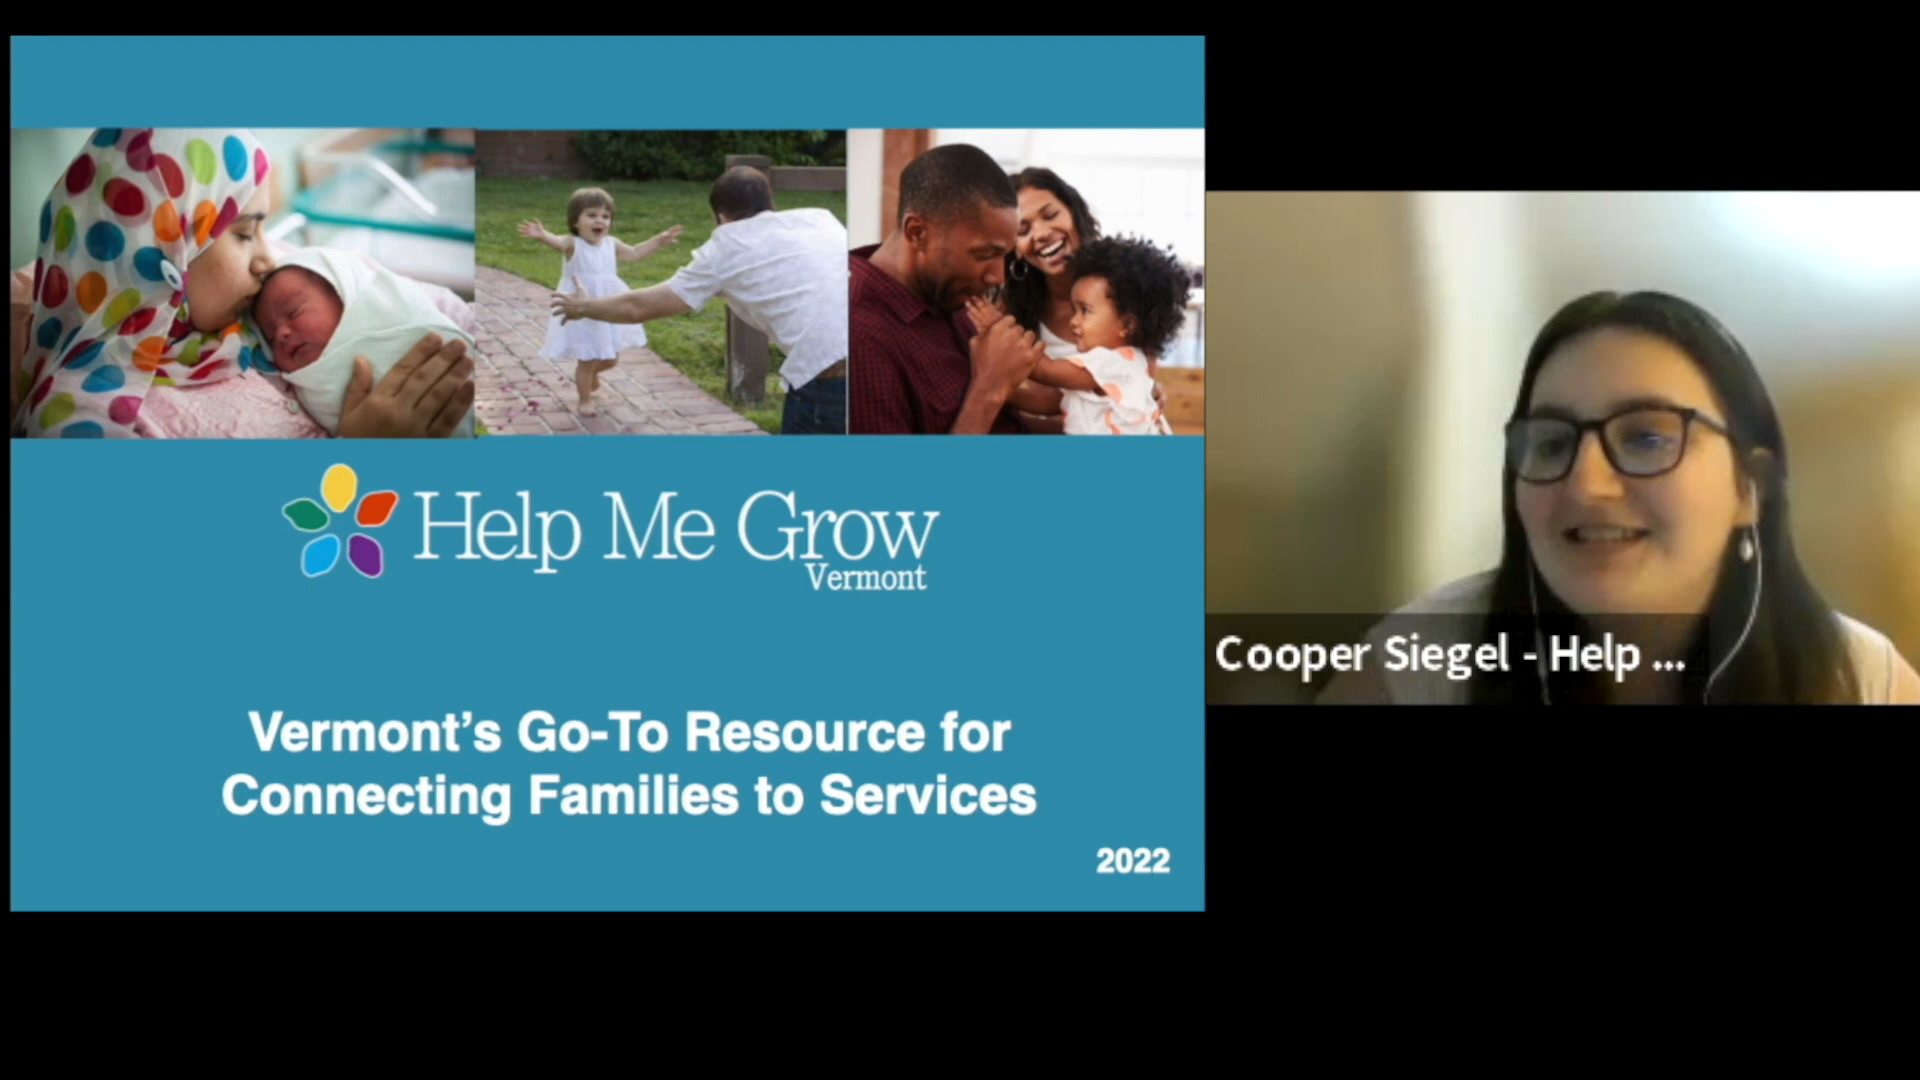 Help Me Grow
Vermont
Vermont’s Go-To Resource for
Connecting Families to Services
2022
Cooper Siegel - Help ...